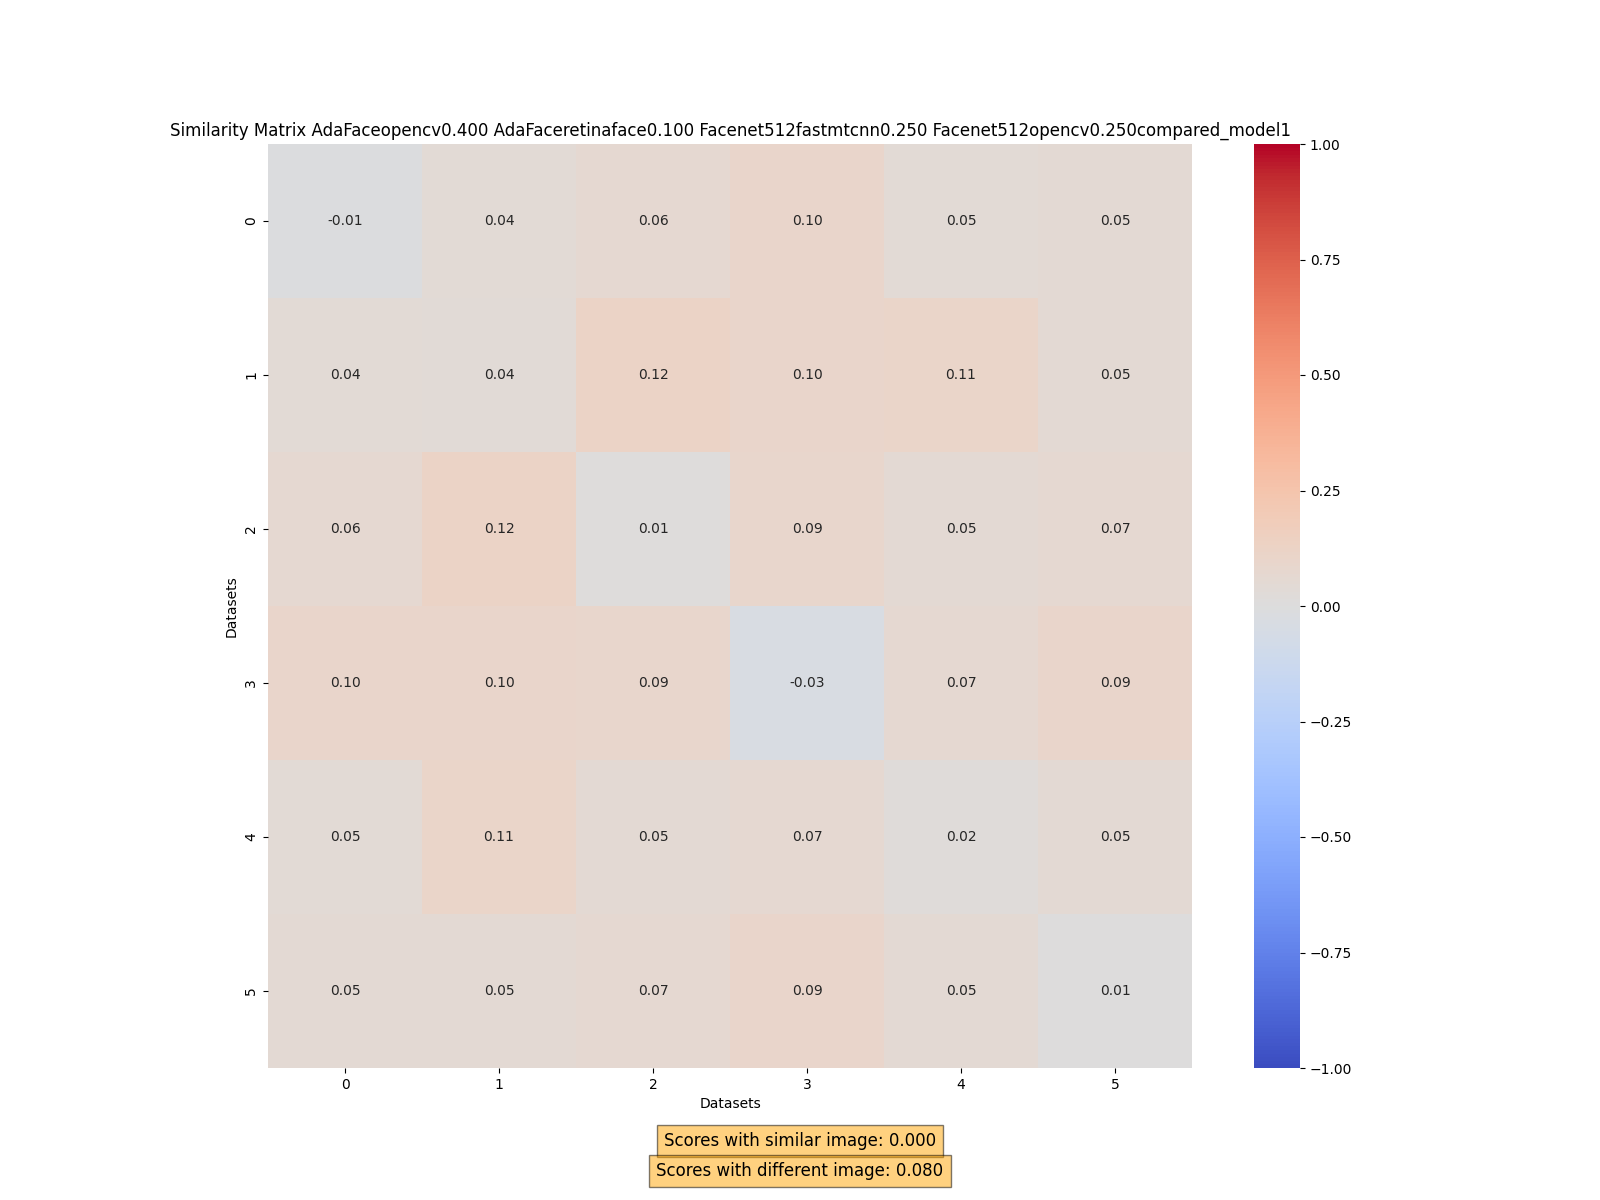 Similarity Matrix AdaFaceopencv0.400 AdaFaceretinaface0.100 Facenet512fastmtcnn0.250 Facenet512opencv0.250compared_model1
1.00
0 -0.01 0.04 0.06 0.10 0.05 0.05
0.75
1 0.04 0.04 0.12 0.10 0.11 0.05
0.50
0.25
2 0.06 0.12 0.01 0.09 0.05 0.07
Datasets
0.00
3 0.10 0.10 0.09 -0.03 0.07 0.09
−0.25
4 0.05 0.11 0.05 0.07 0.02 0.05
−0.50
−0.75
5 0.05 0.05 0.07 0.09 0.05 0.01
−1.00
0 1 2 3 4 5
Datasets
Scores with similar image: 0.000
Scores with different image: 0.080